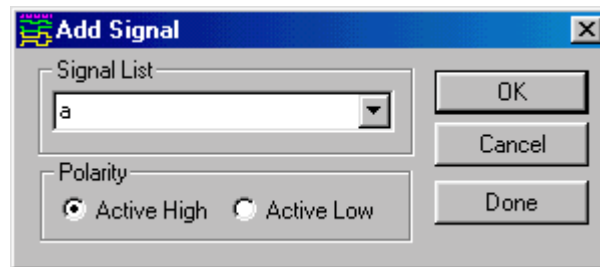 Add Signal
Signal List
a
OK
Cancel
Polarity
Active High
Active Low
Done